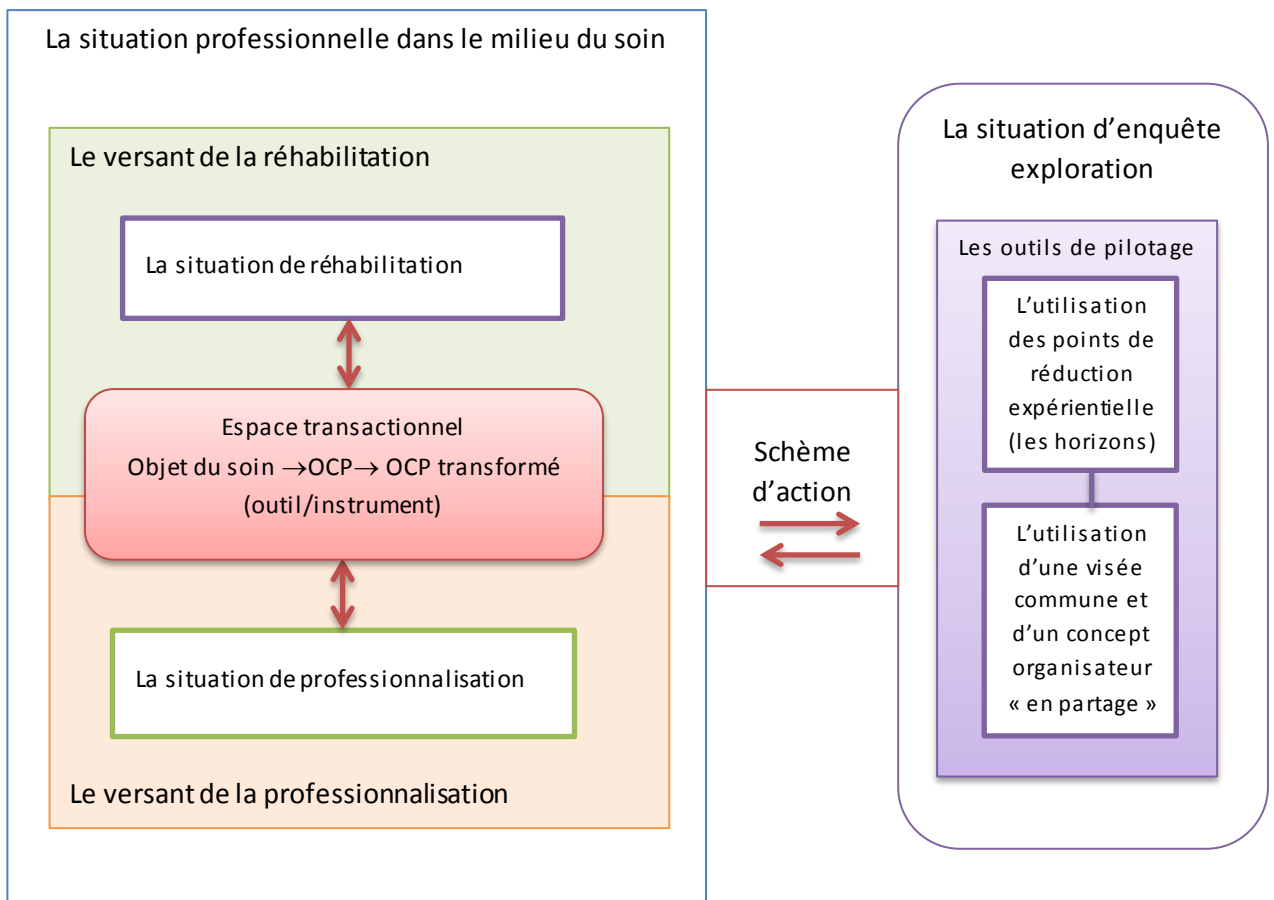 La situation professionnelle dans le milieu du soin
Le versant de la réhabilitation
La situation de réhabilitation
Espace transactionnel
Objet du soin →OCP→ OCP transformé
(outil/instrument)
La situation de professionnalisation
Le versant de la professionnalisation
Schème
d’action
La situation d’enquête
exploration
Les outils de pilotage
L’utilisation
des points de
réduction
expérientielle
(les horizons)
L’utilisation
d’une visée
commune et
d’un concept
organisateur
« en partage »